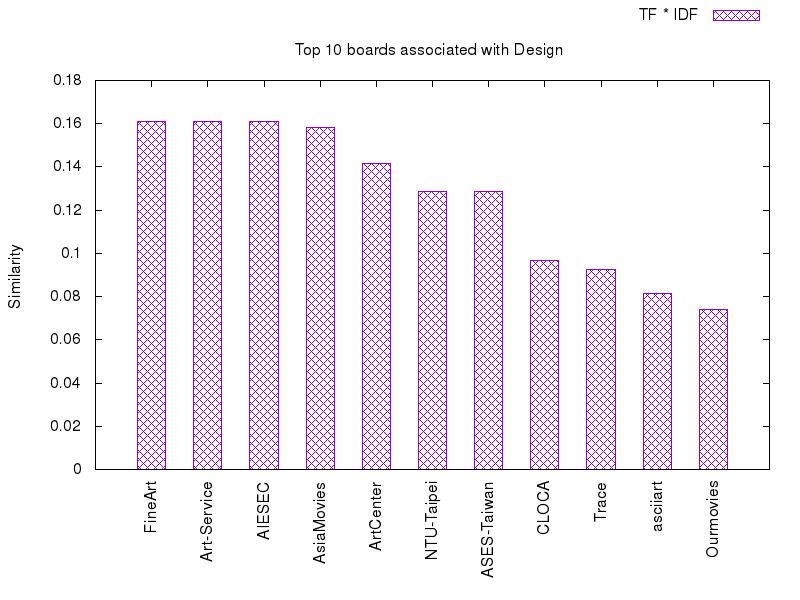 TF * IDF
Top 10 boards associated with Design
0.18
0.16
0.14
0.12
0.1
0.08
0.06
0.04
0.02
0
Similarity
FineArt
Art-Service
AIESEC
AsiaMovies
ArtCenter
NTU-Taipei
ASES-Taiwan
CLOCA
Trace
asciiart
Ourmovies